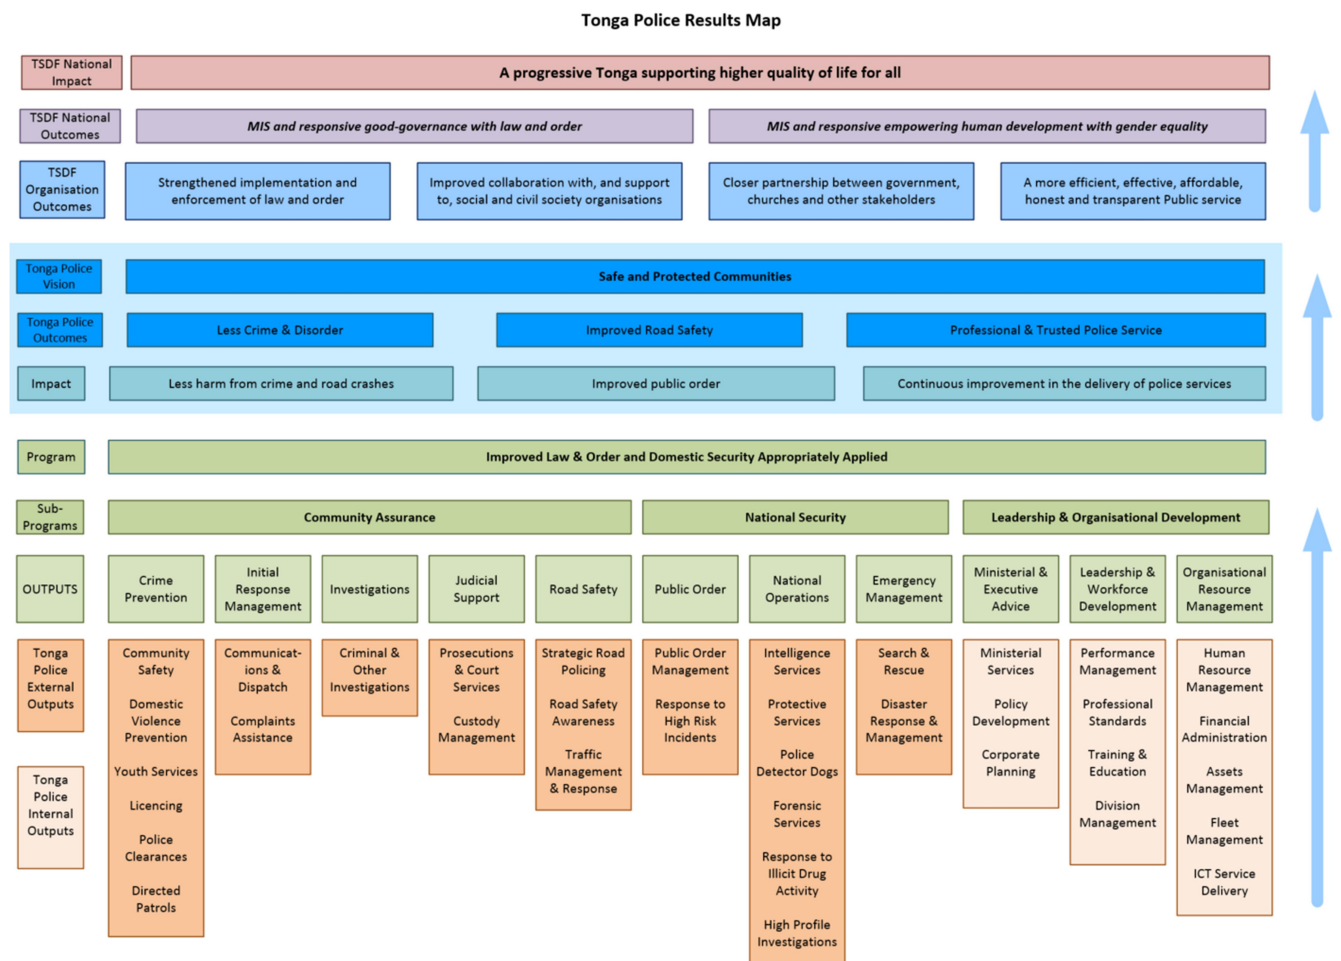 Tonga Police Results Map
TSDF National
Impact
A progressive Tonga supporting higher quality of life for all
TSDF National
Outcomes
MIS and responsive good-governance with law and order
MIS and responsive empowering human development with gender equality
TSDF
Organisation
Outcomes
Strengthened implementation and
enforcement of law and order
Improved collaboration with, and support
to, social and civil society organisations
Closer partnership between government,
churches and other stakeholders
A more efficient, effective, affordable,
honest and transparent Public service
Tonga Police
Vision
Safe and Protected Communities
Tonga Police
Outcomes
Less Crime & Disorder
Improved Road Safety
Professional & Trusted Police Service
Impact
Less harm from crime and road crashes
Improved public order
Continuous improvement in the delivery of police services
Program
Improved Law & Order and Domestic Security Appropriately Applied
Sub-
Programs
Community Assurance
National Security
Leadership & Organisational Development
OUTPUTS
Crime
Prevention
Initial
Response
Management
Investigations
Judicial
Support
Road Safety
Public Order
National
Operations
Emergency
Management
Ministerial &
Executive
Advice
Leadership &
Workforce
Development
Organisational
Resource
Management
Tonga
Police
External
Outputs
Tonga
Police
Internal
Outputs
Community
Safety
Domestic
Violence
Prevention
Youth Services
Licencing
Police
Clearances
Directed
Patrols
Communicat-
ions &
Dispatch
Complaints
Assistance
Criminal &
Other
Investigations
Prosecutions
& Court
Services
Custody
Management
Strategic Road
Policing
Road Safety
Awareness
Traffic
Management
& Response
Public Order
Management
Response to
High Risk
Incidents
Intelligence
Services
Protective
Services
Police
Detector Dogs
Forensic
Services
Response to
Illicit Drug
Activity
High Profile
Investigations
Search &
Rescue
Disaster
Response &
Management
Ministerial
Services
Policy
Development
Corporate
Planning
Performance
Management
Professional
Standards
Training &
Education
Division
Management
Human
Resource
Management
Financial
Administration
Assets
Management
Fleet
Management
ICT Service
Delivery